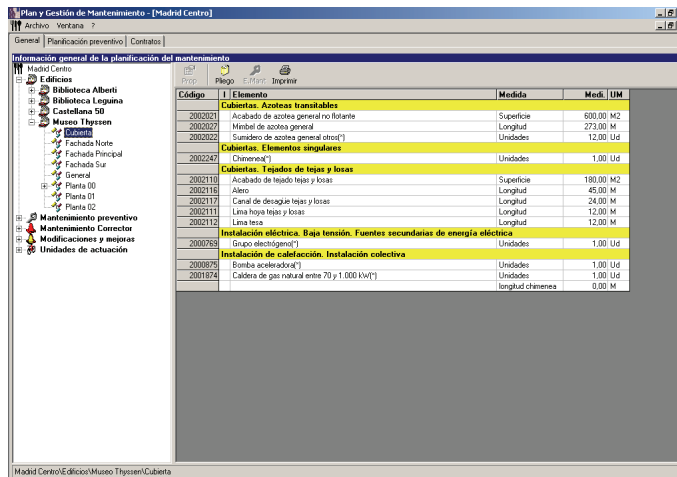 Plan y Gestión de Mantenimiento - [Madrid Centro]
Archivo Ventana ?
General Planificación preventivo Contratos
Información general de la planificación del mantenimiento
Madrid Centro
Edificios
Biblioteca Alberti
Biblioteca Leguina
Castellana 50
Museo Thyssen
Cubierta
Fachada Norte
Fachada Principal
Fachada Sur
General
Planta 00
Planta 01
Planta 02
Mantenimiento preventivo
Mantenimiento Corrector
Modificaciones y mejoras
Unidades de actuación
Prop. Pliego E.Mant Imprimir
Código I Elemento Medida Medi. UM
Cubiertas. Azoteas transitables
2002021 Acabado de azotea general no flotante Superficie 600,00 M2
2002027 Mimbel de azotea general Longitud 273,00 M
2002022 Sumidero de azotea general otros(*) Unidades 12,00 Ud
Cubiertas. Elementos singulares
2002247 Chimenea(*) Unidades 1,00 Ud
Cubiertas. Tejados de tejas y losas
2002110 Acabado de tejado tejas y losas Superficie 180,00 M2
2002116 Alero Longitud 45,00 M
2002117 Canal de desagüe tejas y losas Longitud 24,00 M
2002111 Lima hoya tejas y losas Longitud 12,00 M
2002112 Lima tesa Longitud 12,00 M
Instalación eléctrica. Baja tensión. Fuentes secundarias de energía eléctrica
2000769 Grupo electrógeno(*) Unidades 1,00 Ud
Instalación de calefacción. Instalación colectiva
2000875 Bomba aceleradora(*) Unidades 1,00 Ud
2001874 Caldera de gas natural entre 70 y 1.000 kW(*) Unidades 1,00 Ud
longitud chimenea 0,00 M
Madrid Centro\Edificios\Museo Thyssen\Cubierta